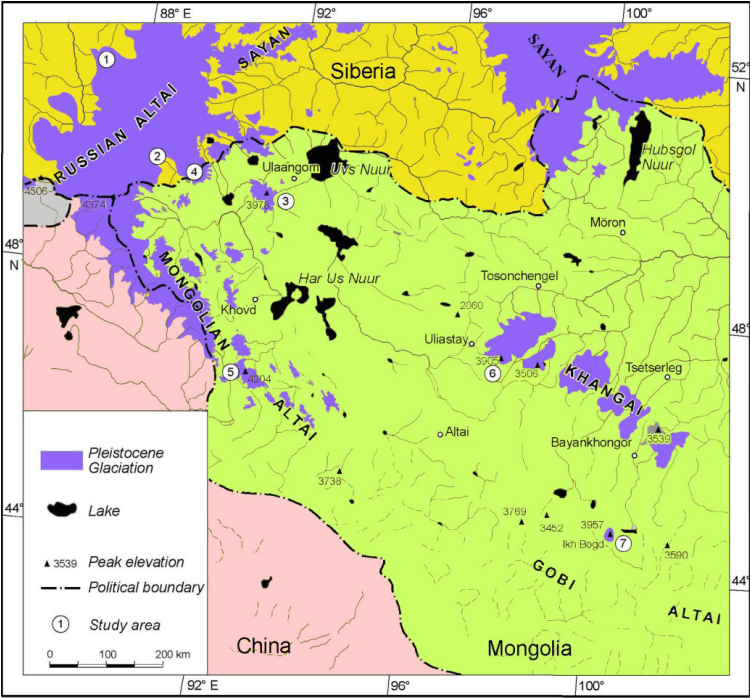 88° E
92°
96°
100°
52°
N
SAYAN
SAYAN
Siberia
1
RUSSIAN ALTAI
2
4
Ulaangom
Uvs Nuur
Hubsgol
Nuur
4506
4374
3978
3
Möron
48°
N
MONGOLIAN
ALTAI
Har Us Nuur
Tosonchengel
Khovd
Uliastay
48°
3905
6
3506
5
4204
KHANGAI
Tsetserleg
Altai
3539
Bayankhongor
3738
44°
3769
3452
3957
Ikh Bogd
7
3590
GOBI
ALTAI
44°
Pleistocene
Glaciation
Lake
3539 Peak elevation
Political boundary
1 Study area
0 100 200 km
China
Mongolia
92° E
96°
100°